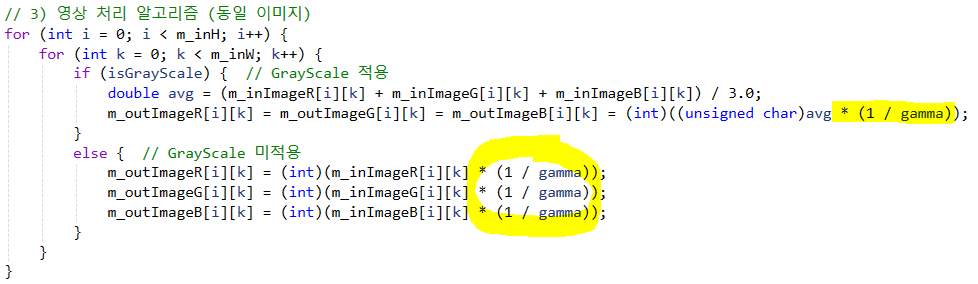 // 3) 영상 처리 알고리즘 (동일 이미지)
for (int i = 0; i < m_inH; i++) {
    for (int k = 0; k < m_inW; k++) {
        if (isGrayScale) {  // GrayScale 적용
            double avg = (m_inImageR[i][k] + m_inImageG[i][k] + m_inImageB[i][k]) / 3.0;
            m_outImageR[i][k] = m_outImageG[i][k] = m_outImageB[i][k] = (int)((unsigned char)avg * (1 / gamma));
        }
        else {  // GrayScale 미적용
            m_outImageR[i][k] = (int)(m_inImageR[i][k] * (1 / gamma));
            m_outImageG[i][k] = (int)(m_inImageG[i][k] * (1 / gamma));
            m_outImageB[i][k] = (int)(m_inImageB[i][k] * (1 / gamma));
        }
    }
}